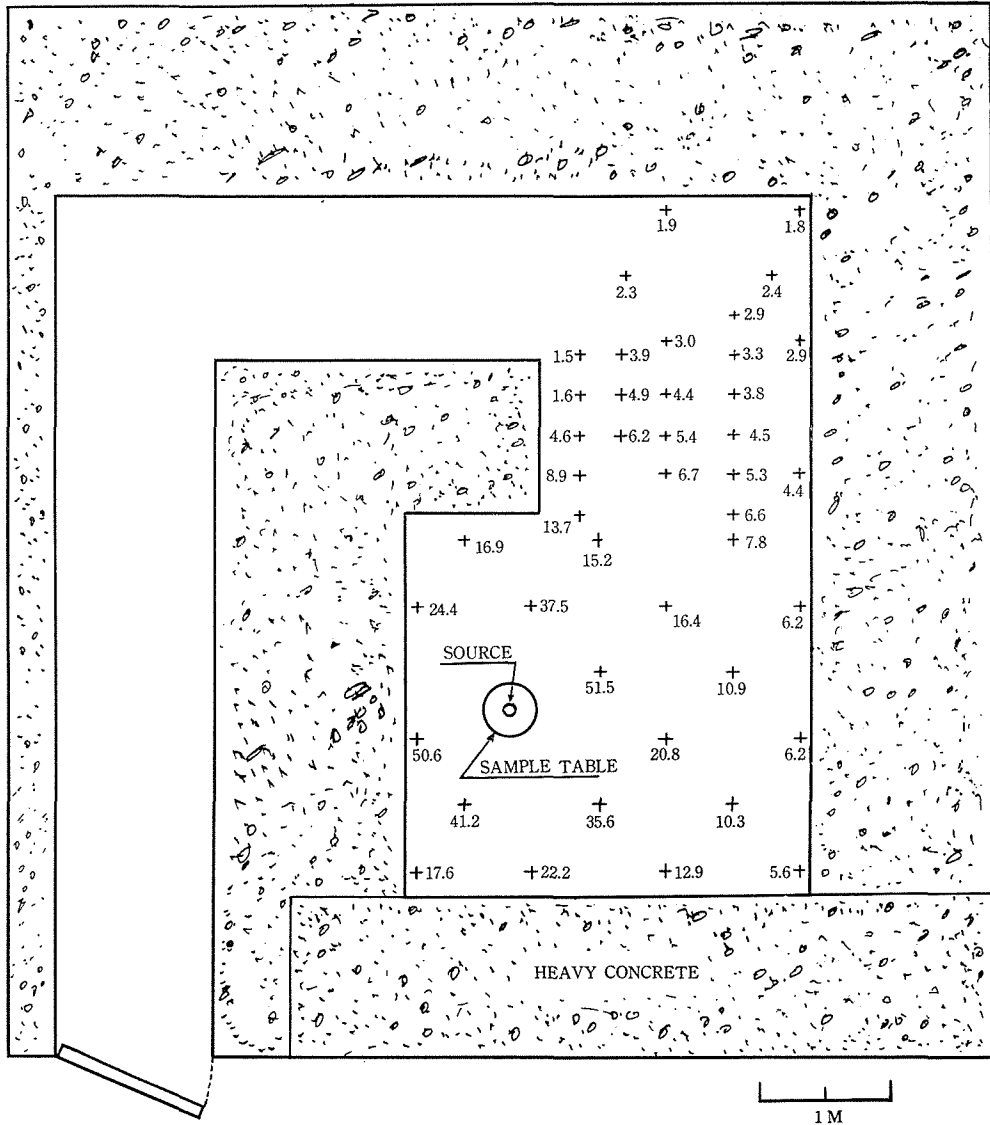 1.9 1.8
2.3 2.4
2.9
3.0
1.5 3.9 3.3 2.9
1.6 4.9 4.4 3.8
4.6 6.2 5.4 4.5
8.9 6.7 5.3 4.4
13.7 6.6
16.9 15.2 7.8
24.4 37.5 16.4 6.2
SOURCE
51.5 10.9
50.6 20.8 6.2
SAMPLE TABLE
41.2 35.6 10.3
17.6 22.2 12.9 5.6
HEAVY CONCRETE
1 M